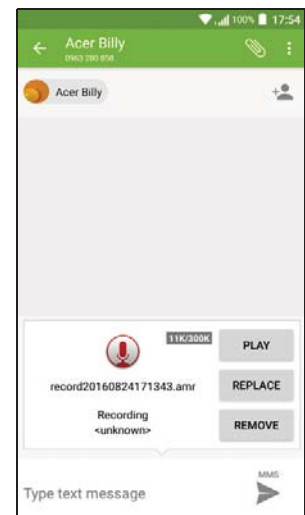 100% 17:54
Acer Billy
0963 280 858
Acer Billy
11K/300K
PLAY
record20160824171343.amr
REPLACE
Recording
<unknown>
REMOVE
MMS
Type text message